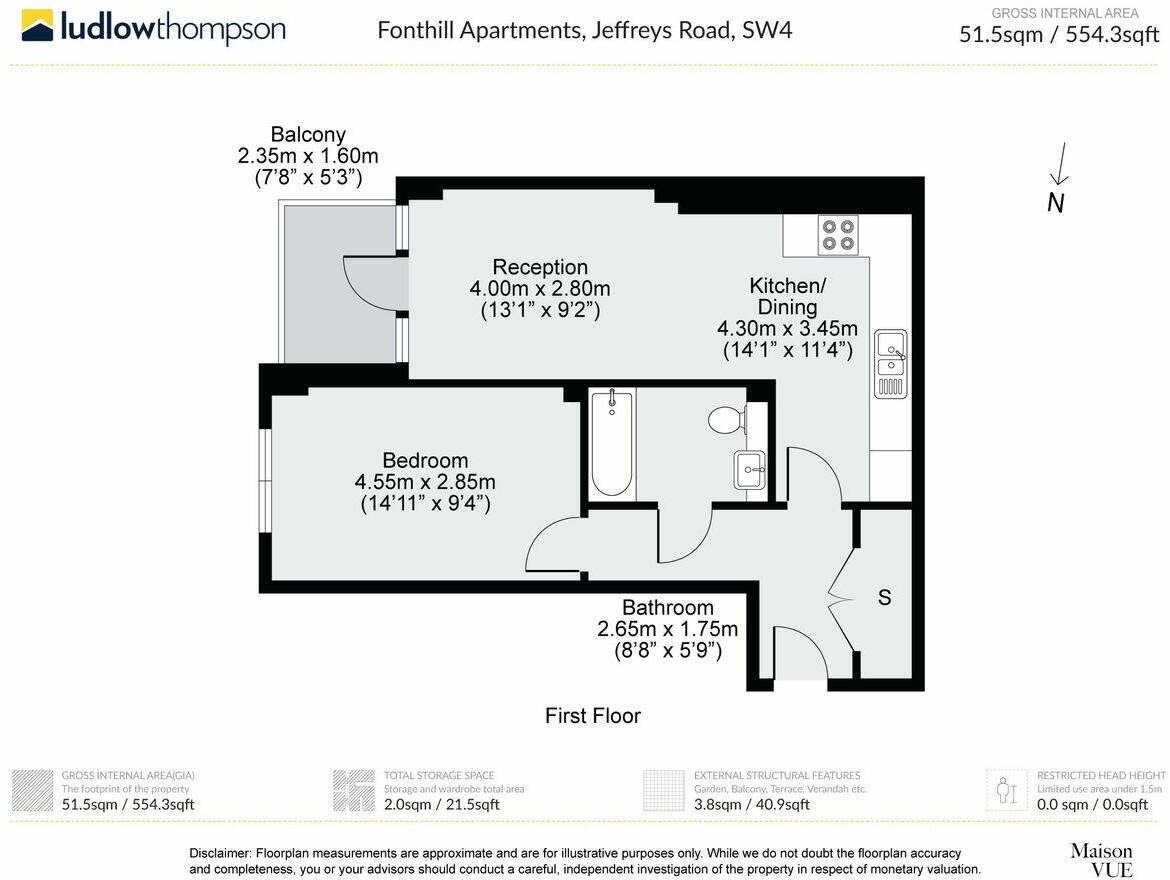 ludlowthompson
Fonthill Apartments, Jeffreys Road, SW4
GROSS INTERNAL AREA
51.5sqm / 554.3sqft
Balcony
2.35m x 1.60m
(7'8” x 5'3”)
N
Reception
4.00m x 2.80m
(13'1” x 9'2”)
Kitchen/
Dining
4.30m x 3.45m
(14'1” x 11'4”)
Bedroom
4.55m x 2.85m
(14'11” x 9'4”)
S
Bathroom
2.65m x 1.75m
(8'8” x 5'9”)
First Floor
GROSS INTERNAL AREA(GIA)
The footprint of the property
51.5sqm / 554.3sqft
TOTAL STORAGE SPACE
Storage and wardrobe total area
2.0sqm / 21.5sqft
EXTERNAL STRUCTURAL FEATURES
Garden, Balcony, Terrace, Verandah etc.
3.8sqm / 40.9sqft
RESTRICTED HEAD HEIGHT
Limited use area under 1.5m
0.0 sqm / 0.0sqft
Disclaimer: Floorplan measurements are approximate and are for illustrative purposes only. While we do not doubt the floorplan accuracy
and completeness, you or your advisors should conduct a careful, independent investigation of the property in respect of monetary valuation.
Maison
VUE